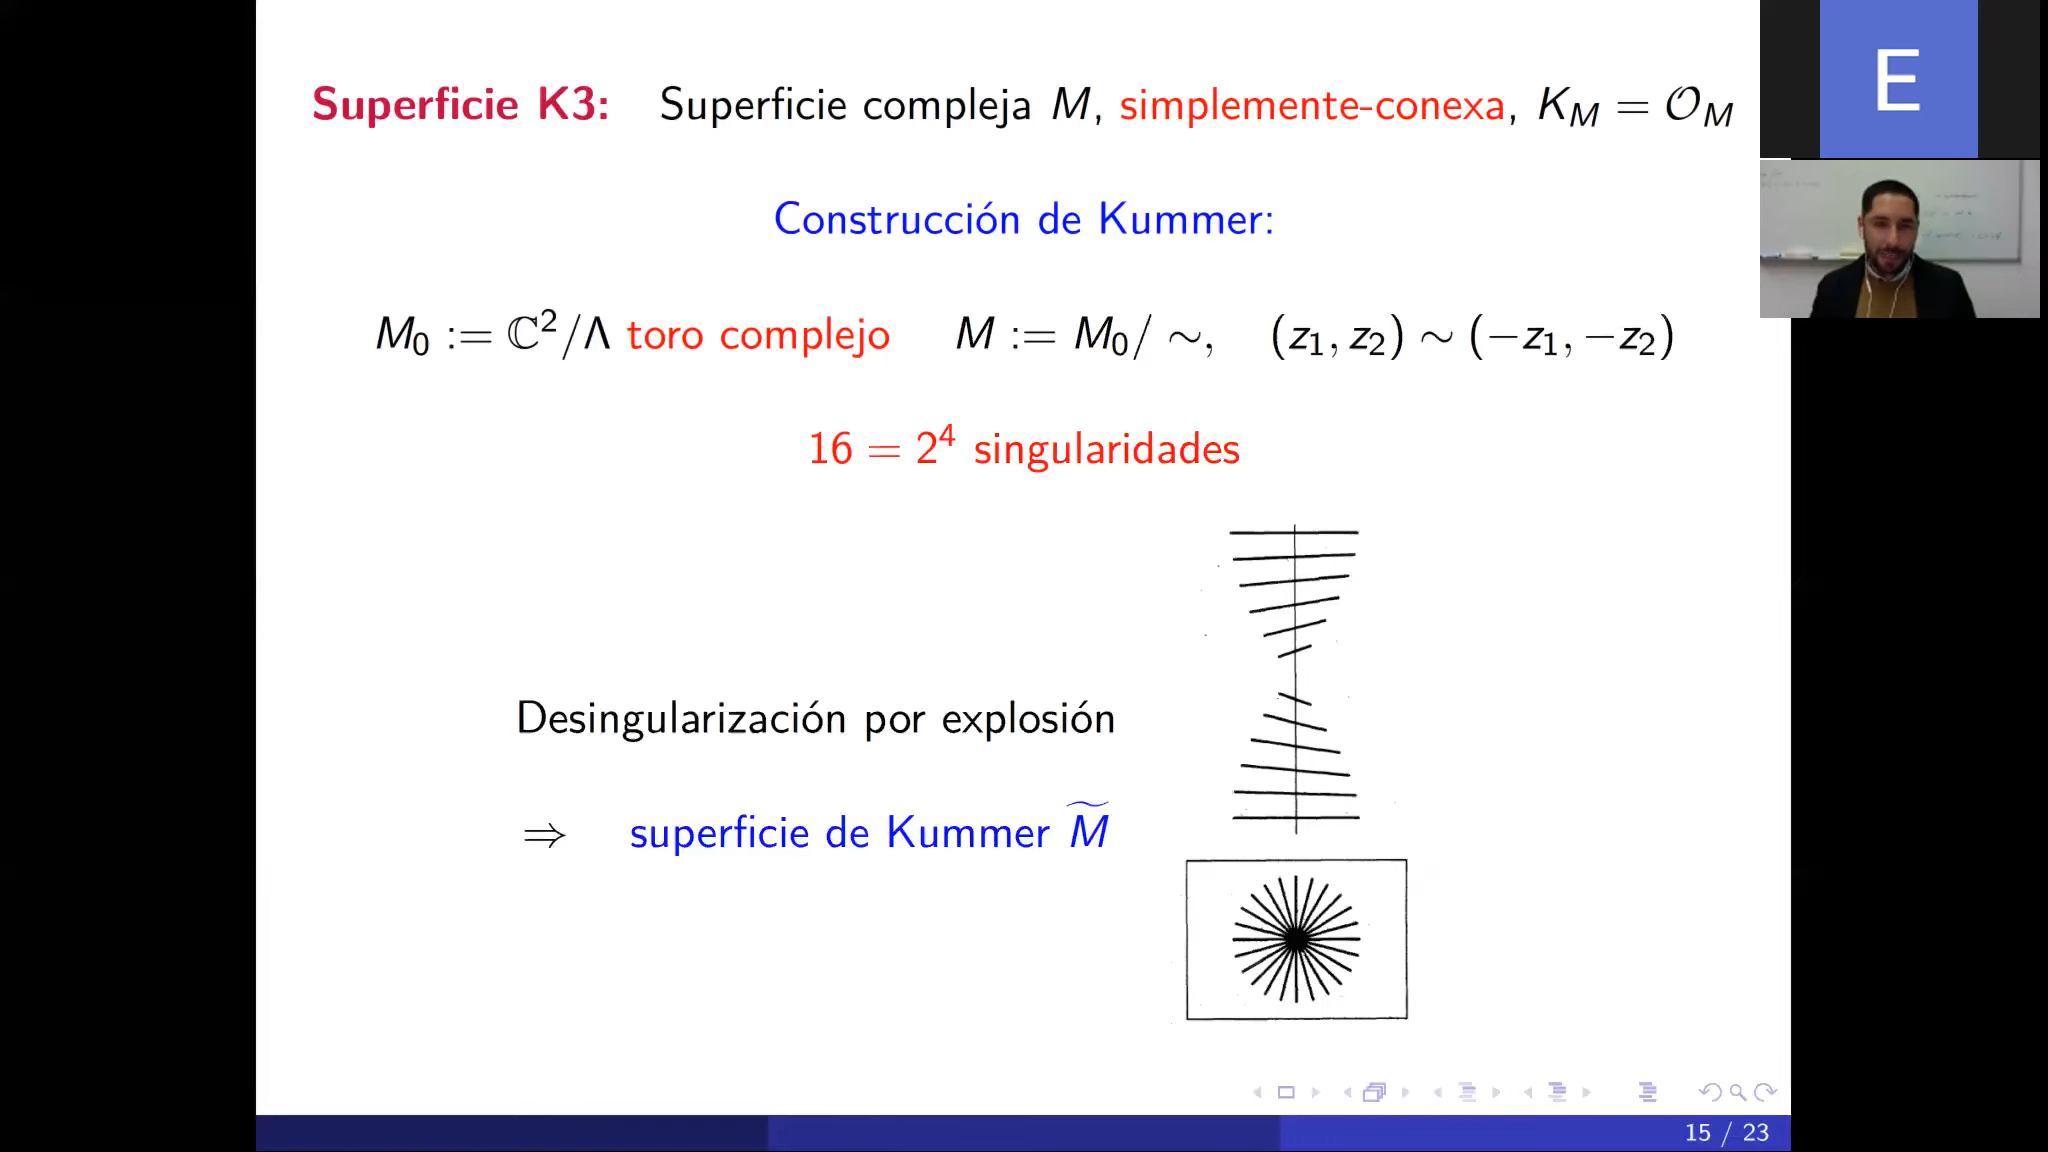 Superficie K3: Superficie compleja M, simplemente-conexa, K_M = 𝒪_M
E
Construcción de Kummer:
M₀ := ℂ²/Λ toro complejo M := M₀/ ∼, (z₁, z₂) ∼ (−z₁, −z₂)
16 = 2⁴ singularidades
Desingularización por explosión
⇒ superficie de Kummer M̃
15 / 23